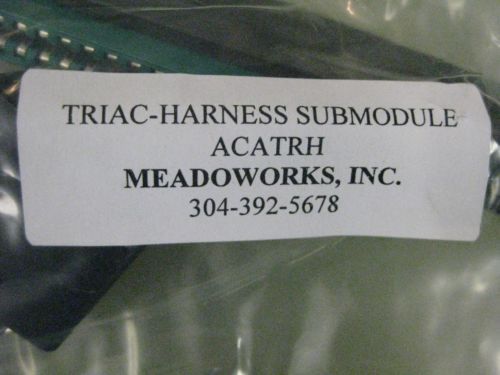 TRIAC-HARNESS SUBMODULE
ACATRH
MEADOWORKS, INC.
304-392-5678